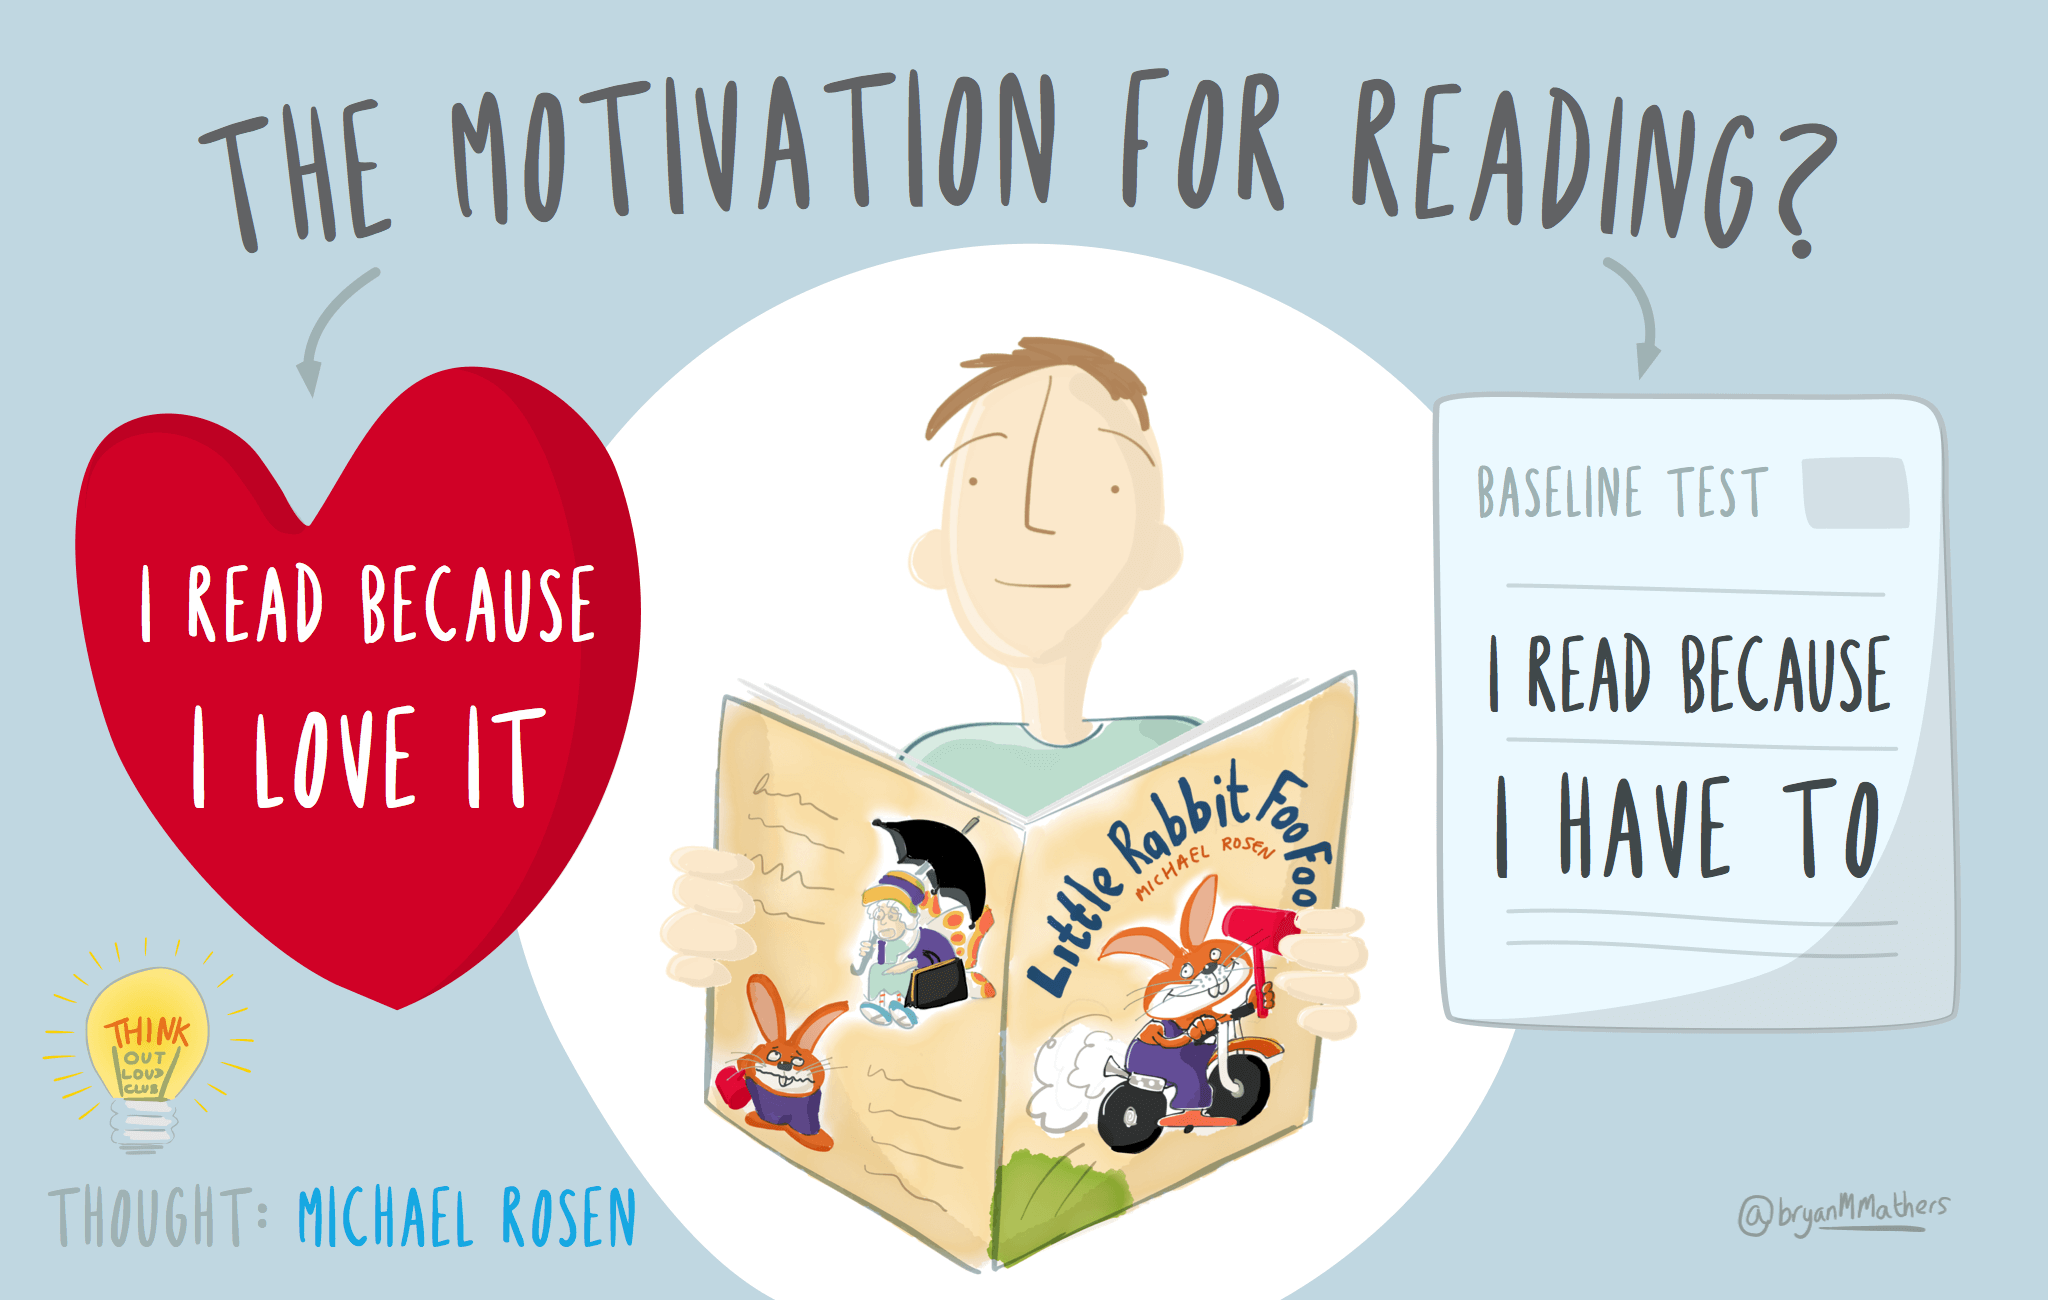 THE MOTIVATION FOR READING?
I READ BECAUSE
I LOVE IT
BASELINE TEST
I READ BECAUSE
I HAVE TO
Little Rabbit Foo Foo
MICHAEL ROSEN
THINK
OUT
LOUD
CLUB
THOUGHT: MICHAEL ROSEN
@bryanMMathers